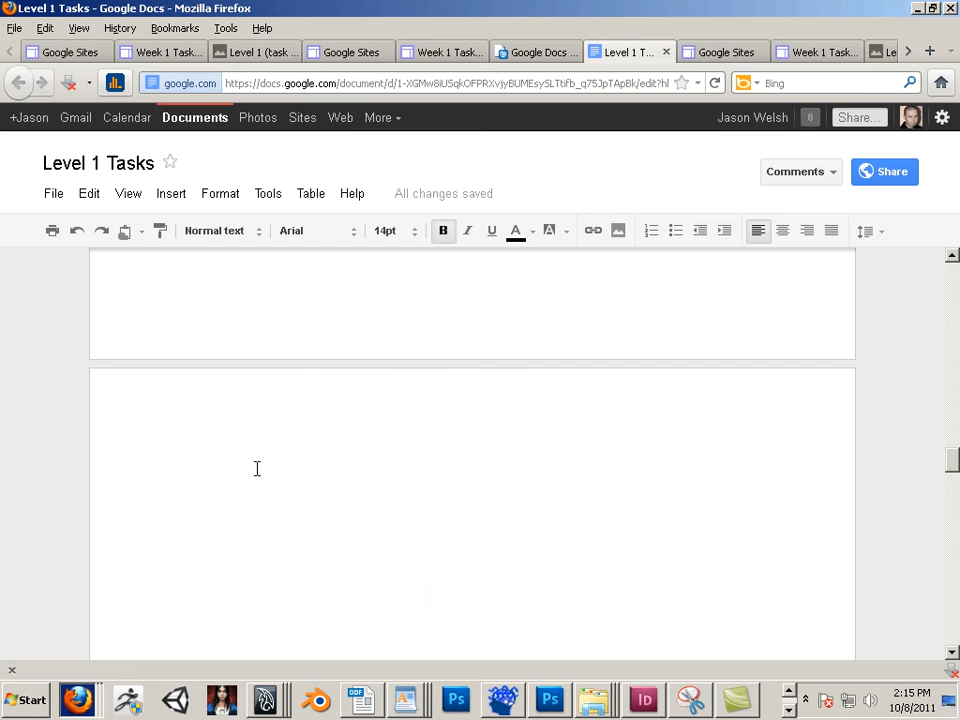 Level 1 Tasks - Google Docs - Mozilla Firefox
File Edit View History Bookmarks Tools Help
Google Sites Week 1 Task... Level 1 (task ... Google Sites Week 1 Task... Google Docs ... Level 1 T... Google Sites Week 1 Task... Le
google.com https://docs.google.com/document/d/1-XGMw8iUSqkOFPRXvjyBUMEsySLTtifb_q75JpTApBk/edit?hl Bing
+Jason Gmail Calendar Documents Photos Sites Web More Jason Welsh 0 Share...
Level 1 Tasks Comments Share
File Edit View Insert Format Tools Table Help All changes saved
Normal text Arial 14pt B I U A A
Start ODF A Ps Ps Id 2:15 PM
10/8/2011